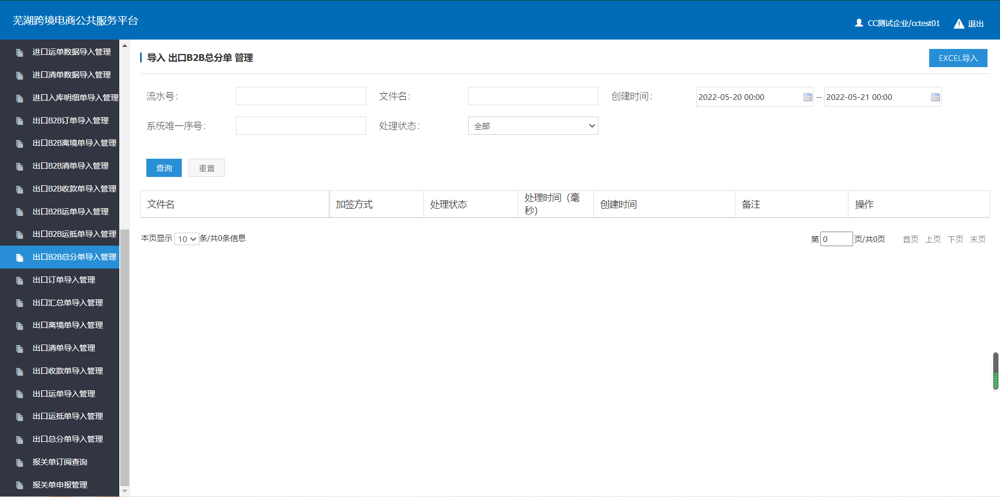 芜湖跨境电商公共服务平台
CC测试企业/cctest01
退出
进口运单数据导入管理
进口清单数据导入管理
进口入库明细单导入管理
出口B2B订单导入管理
出口B2B离境单导入管理
出口B2B清单导入管理
出口B2B收款单导入管理
出口B2B运单导入管理
出口B2B运抵单导入管理
出口B2B总分单导入管理
出口订单导入管理
出口汇总单导入管理
出口离境单导入管理
出口清单导入管理
出口收款单导入管理
出口运单导入管理
出口运抵单导入管理
出口总分单导入管理
报关单订阅查询
报关单申报管理
导入 出口B2B总分单 管理
EXCEL导入
流水号：
文件名：
创建时间：
2022-05-20 00:00 -- 2022-05-21 00:00
系统唯一序号：
处理状态：
全部
查询
重置
文件名
加签方式
处理状态
处理时间（毫
秒）
创建时间
备注
操作
本页显示 10 条/共0条信息
第 0 页/共0页
首页 上页 下页 末页